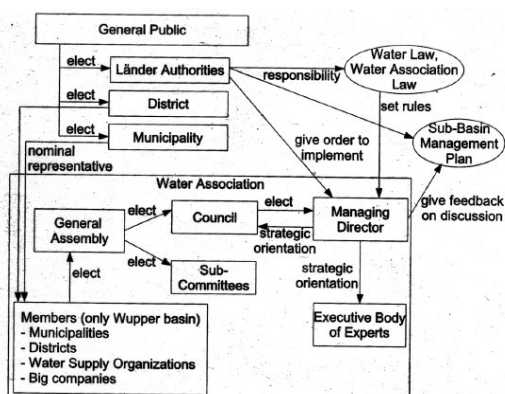 General Public
elect
Länder Authorities
responsibility
Water Law,
Water Association
Law
elect
District
set rules
elect
Municipality
Sub-Basin
Management
Plan
nominal
representative
give order to
implement
Water Association
give feedback
on discussion
General
Assembly
elect
Council
elect
Managing
Director
strategic
orientation
elect
Sub-
Committees
elect
strategic
orientation
Members (only Wupper basin)
- Municipalities
- Districts
- Water Supply Organizations
- Big companies
Executive Body
of Experts